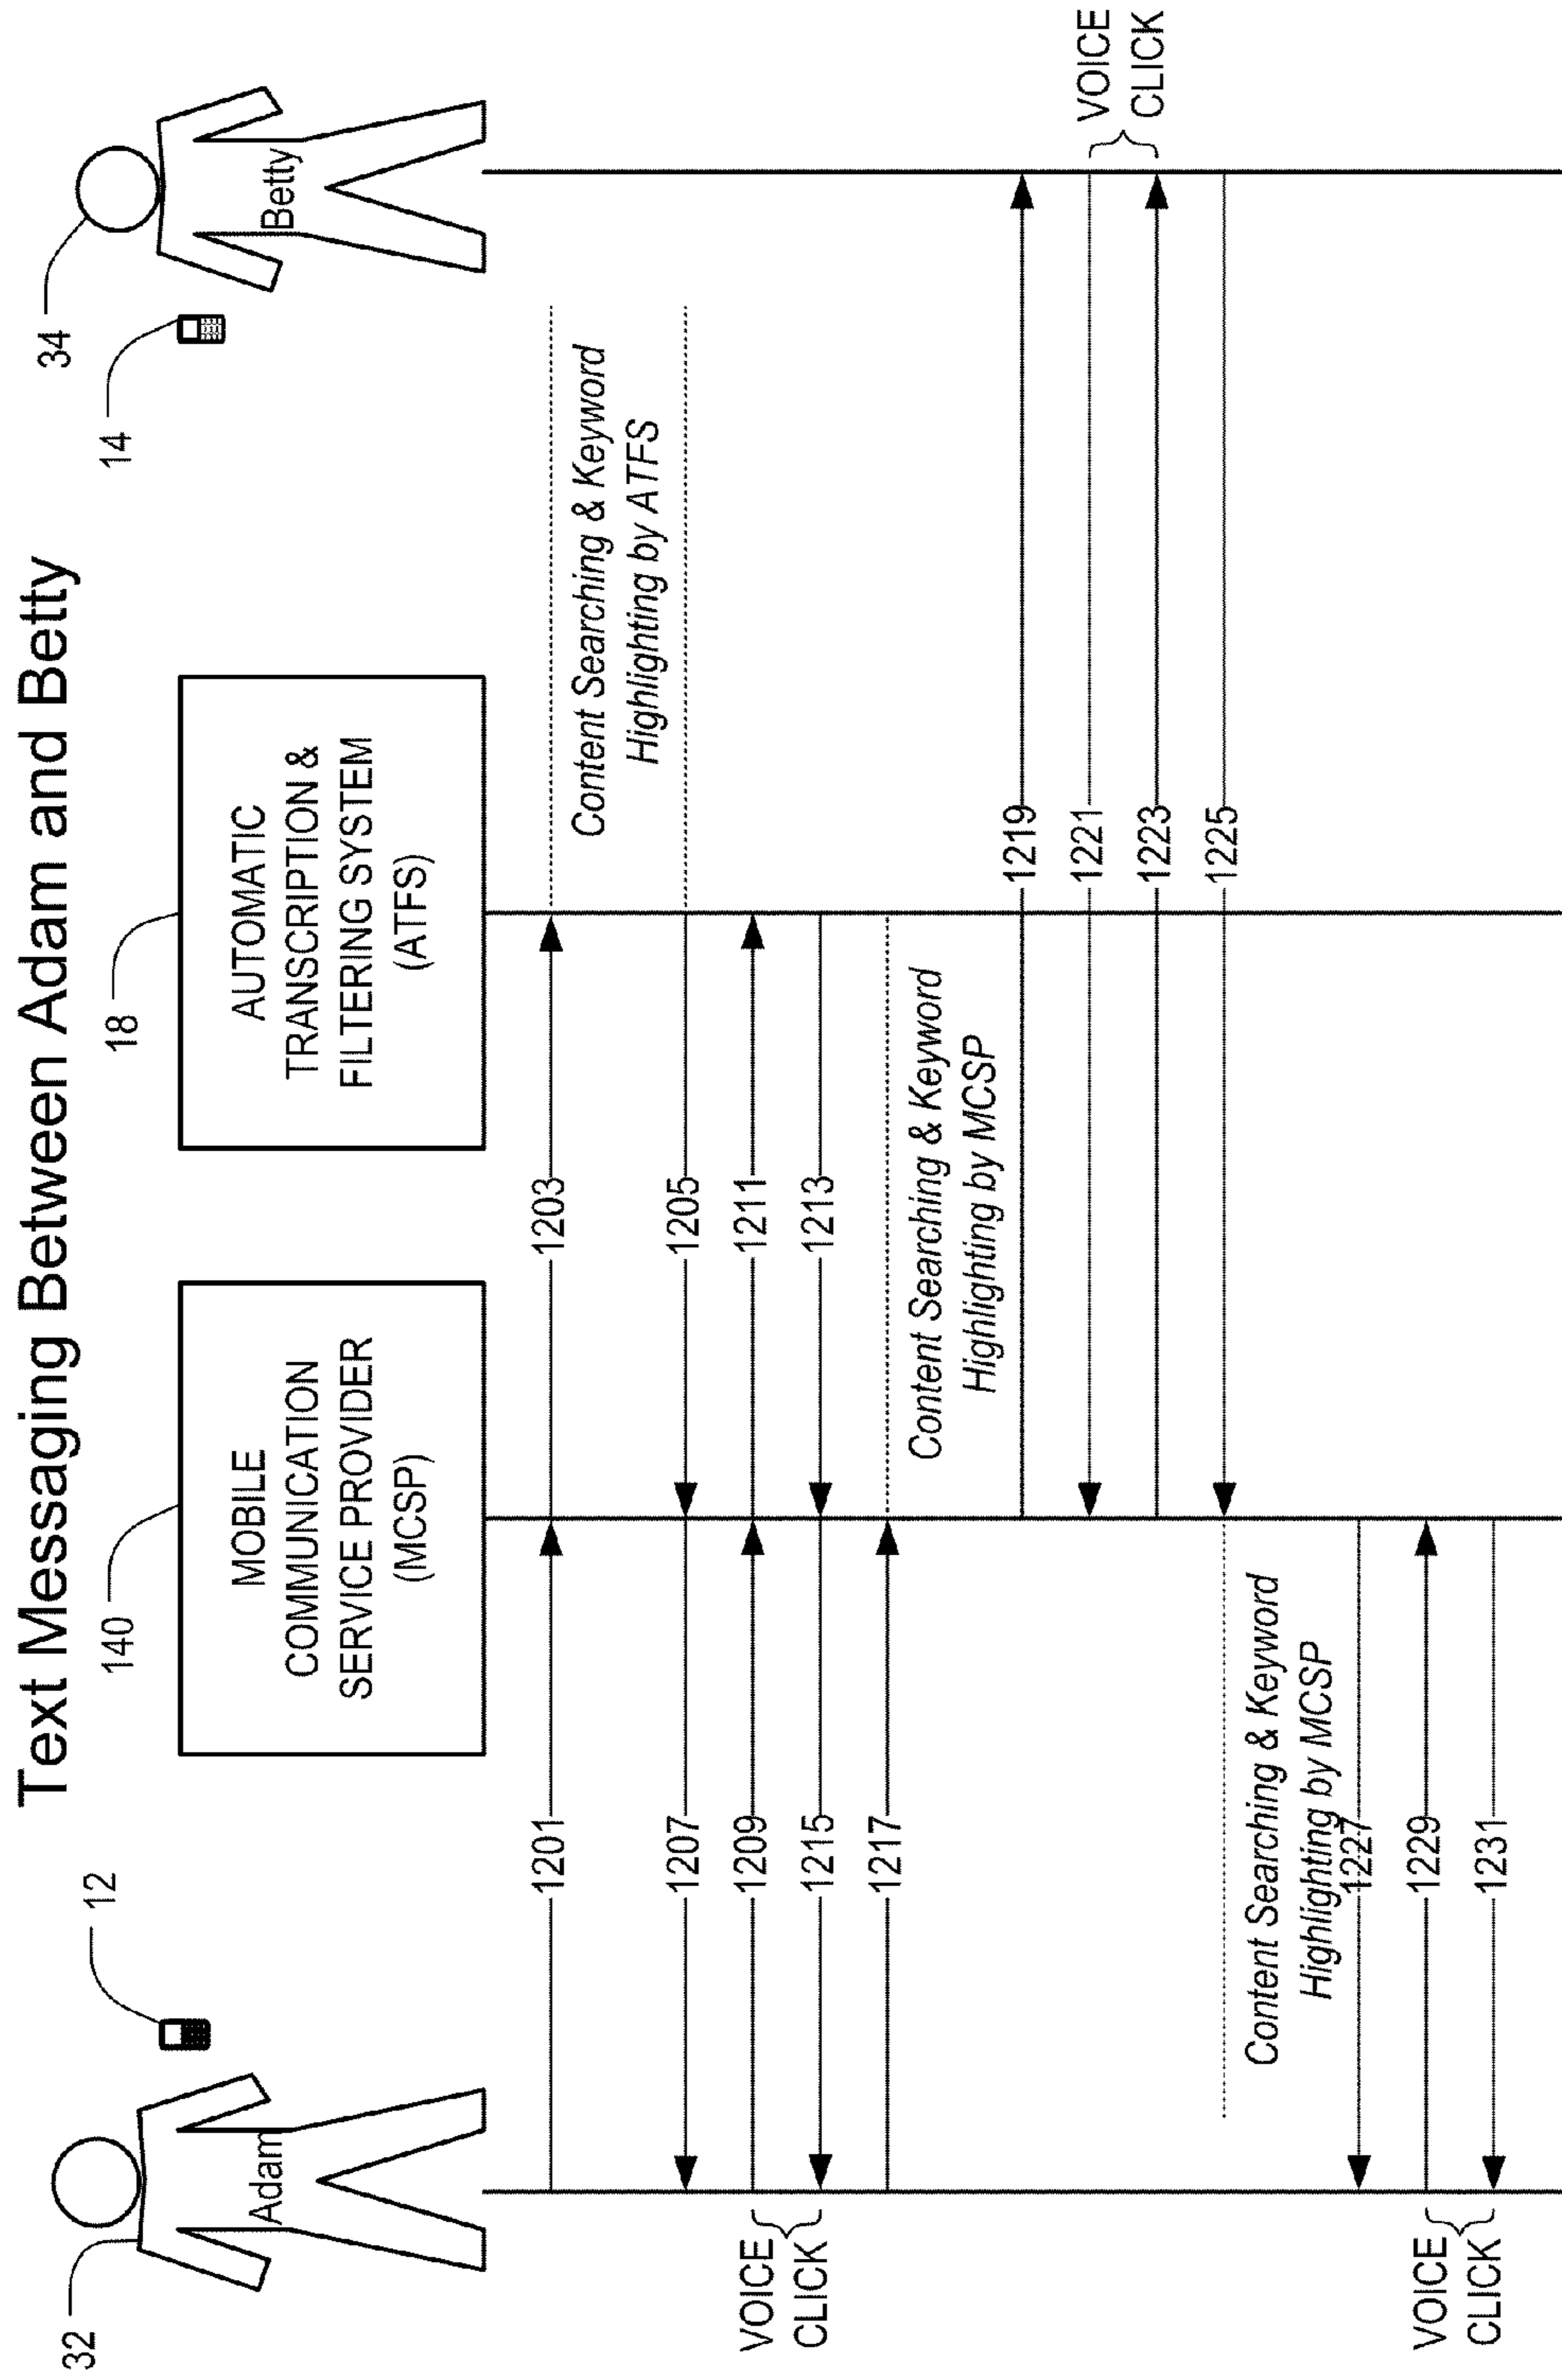 Text Messaging Between Adam and Betty
32
12
140
18
14
34
Adam
MOBILE
COMMUNICATION
SERVICE PROVIDER
(MCSP)
AUTOMATIC
TRANSCRIPTION &
FILTERING SYSTEM
(ATFS)
Betty
1201
1203
Content Searching & Keyword
Highlighting by ATFS
1207
1205
VOICE
CLICK
1209
1211
1215
1213
1217
Content Searching & Keyword
Highlighting by MCSP
1219
1221
1223
VOICE
CLICK
1225
Content Searching & Keyword
Highlighting by MCSP
1227
VOICE
CLICK
1229
1231